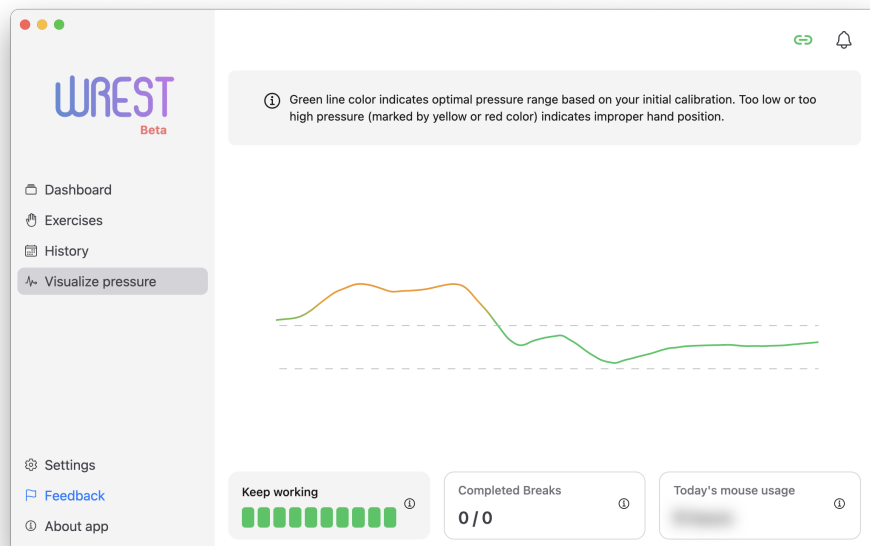 WREST
Beta
Dashboard
Exercises
History
Visualize pressure
Settings
Feedback
About app
Green line color indicates optimal pressure range based on your initial calibration. Too low or too
high pressure (marked by yellow or red color) indicates improper hand position.
Keep working
Completed Breaks
0 / 0
Today's mouse usage